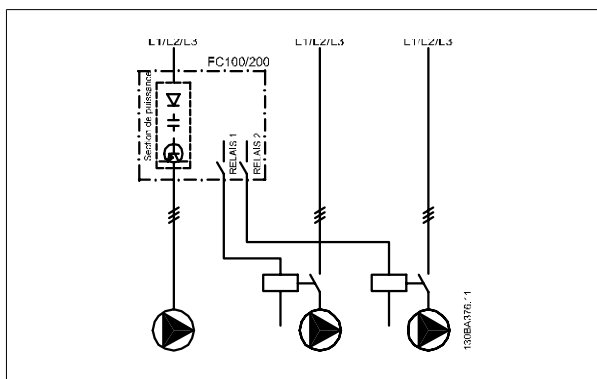 L1/L2/L3
L1/L2/L3
L1/L2/L3
FC100/200
Section de puissance
RELAIS 1
RELAIS 2
130BA376.11